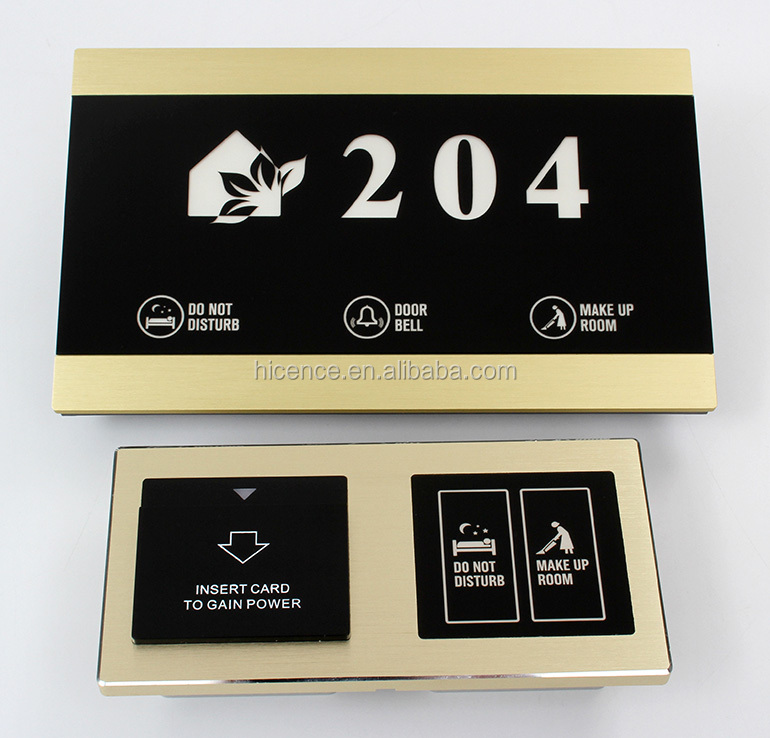 204
DO NOT
DISTURB
DOOR
BELL
MAKE UP
ROOM
hicence.en.alibaba.com
INSERT CARD
TO GAIN POWER
DO NOT
DISTURB
MAKE UP
ROOM